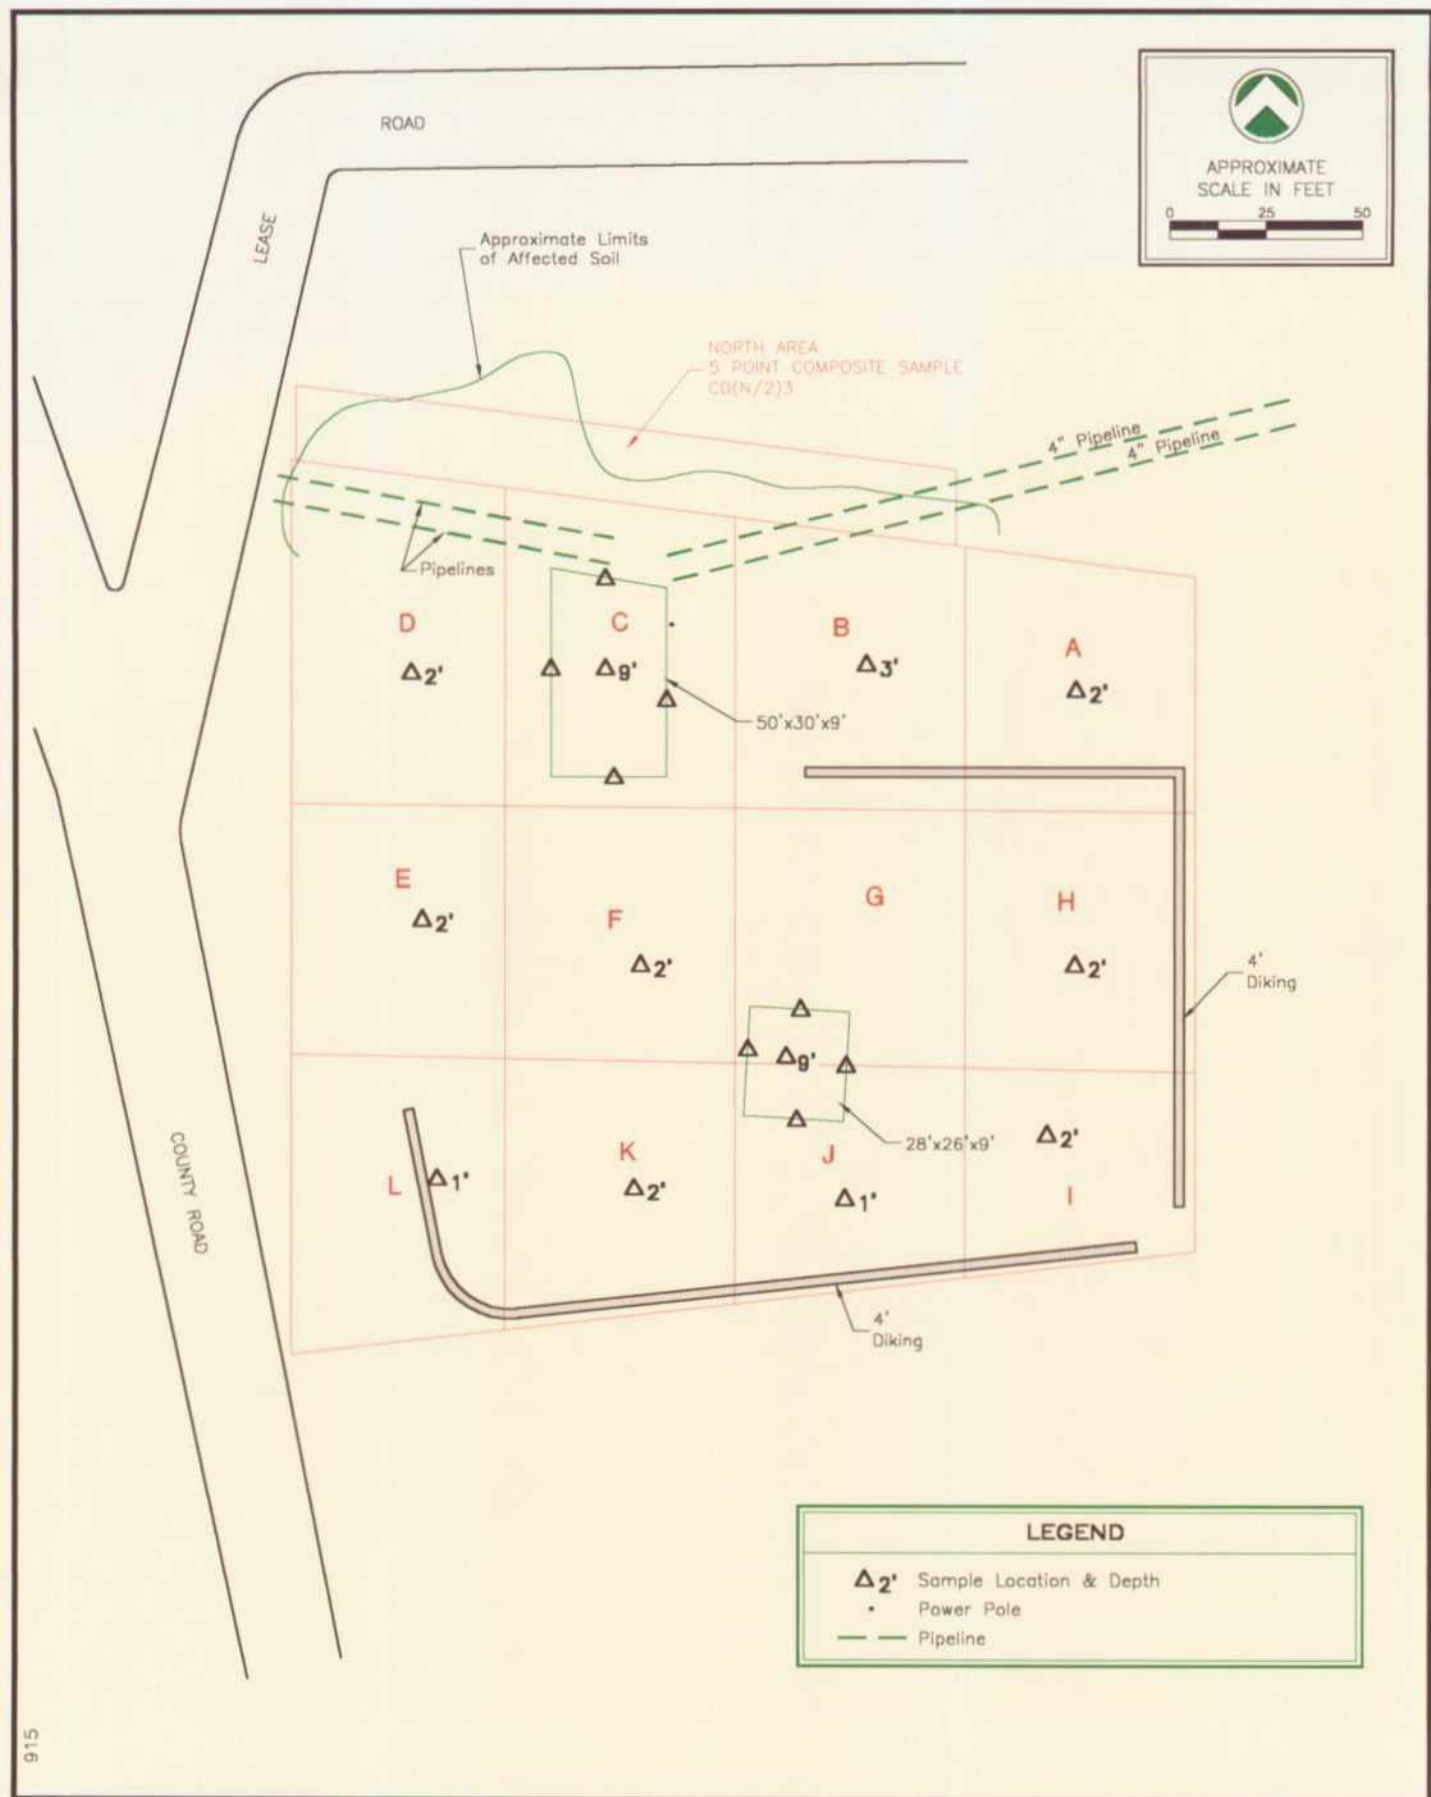 APPROXIMATE
SCALE IN FEET
0 25 50
ROAD
LEASE
Approximate Limits
of Affected Soil
NORTH AREA
5 POINT COMPOSITE SAMPLE
CD(N/2)3
4" Pipeline
4" Pipeline
Pipelines
D
2'
C
9'
B
3'
A
2'
50'x30'x9'
E
2'
F
2'
G
H
2'
4'
Diking
9'
28'x26'x9'
L
1'
K
2'
J
1'
2'
I
4'
Diking
COUNTY ROAD
LEGEND
2' Sample Location & Depth
Power Pole
Pipeline
915